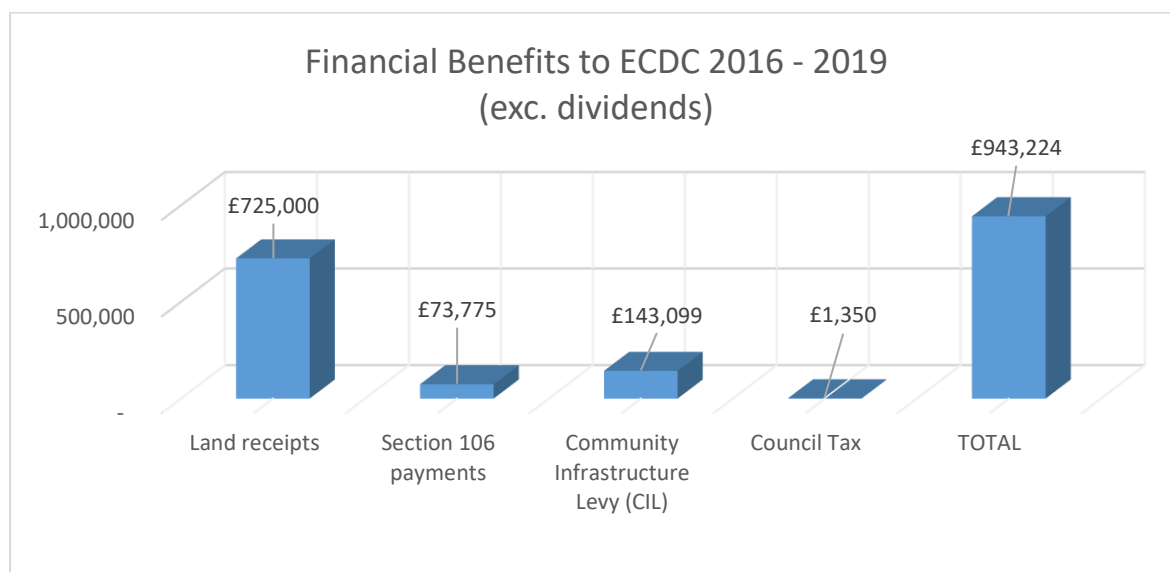 Financial Benefits to ECDC 2016 - 2019
(exc. dividends)
£943,224
£725,000
1,000,000
£73,775
£143,099
£1,350
500,000
-
Land receipts
Section 106
payments
Community
Infrastructure
Levy (CIL)
Council Tax
TOTAL